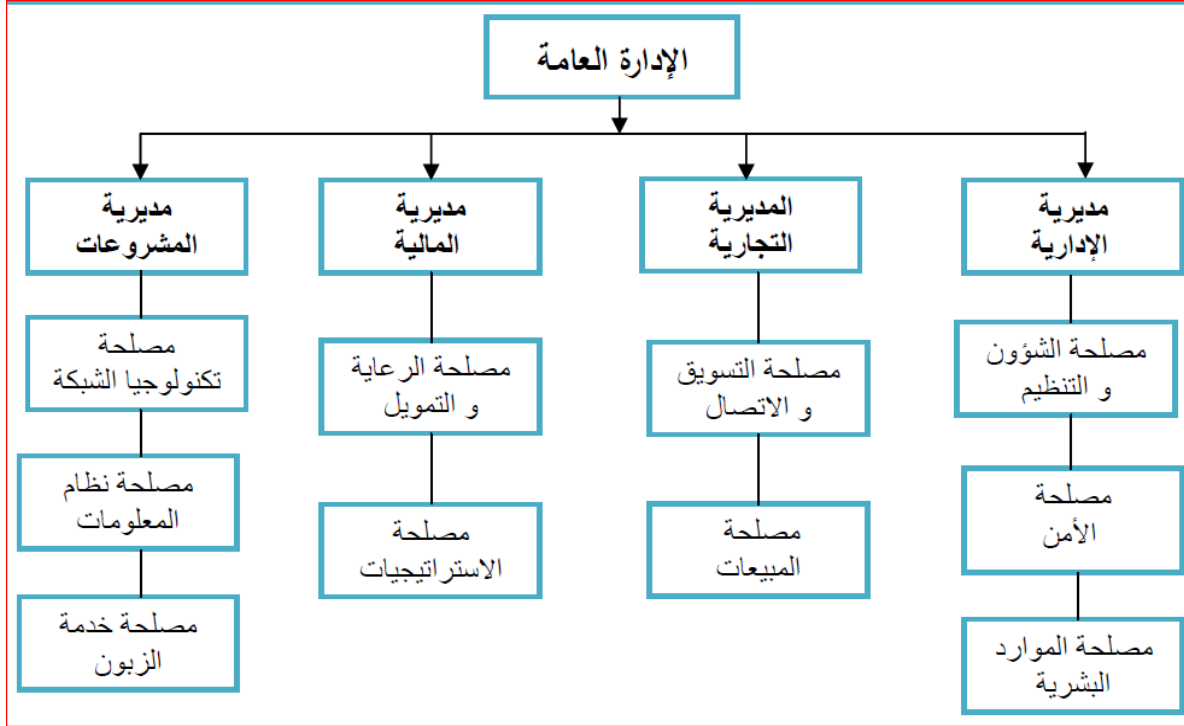 الإدارة العامة
مديرية
الإدارية
المديرية
التجارية
مديرية
المالية
مديرية
المشروعات
مصلحة الشؤون
و التنظيم
مصلحة التسويق
و الاتصال
مصلحة الرعاية
و التمويل
مصلحة
تكنولوجيا الشبكة
مصلحة
الأمن
مصلحة
المبيعات
مصلحة
الاستراتيجيات
مصلحة نظام
المعلومات
مصلحة الموارد
البشرية
مصلحة خدمة
الزبون